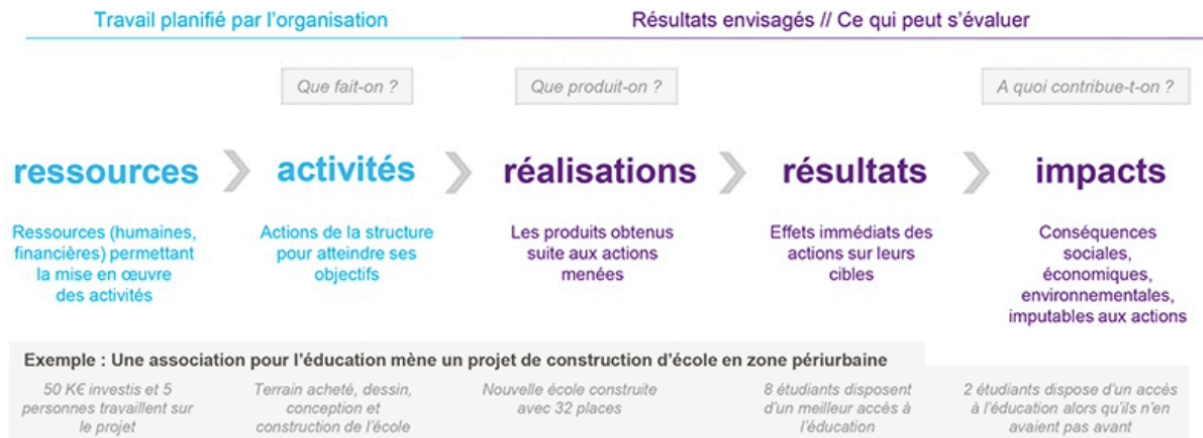 Travail planifié par l'organisation
Résultats envisagés // Ce qui peut s'évaluer
Que fait-on ?
Que produit-on ?
A quoi contribue-t-on ?
ressources
activités
réalisations
résultats
impacts
Ressources (humaines,
financières) permettant
la mise en œuvre
des activités
Actions de la structure
pour atteindre ses
objectifs
Les produits obtenus
suite aux actions
menées
Effets immédiats des
actions sur leurs
cibles
Conséquences
sociales,
économiques,
environnementales,
imputables aux actions
Exemple : Une association pour l'éducation mène un projet de construction d'école en zone périurbaine
50 K€ investis et 5
personnes travaillent sur
le projet
Terrain acheté, dessin,
conception et
construction de l'école
Nouvelle école construite
avec 32 places
8 étudiants disposent
d'un meilleur accès à
l'éducation
2 étudiants dispose d'un accès
à l'éducation alors qu'ils n'en
avaient pas avant